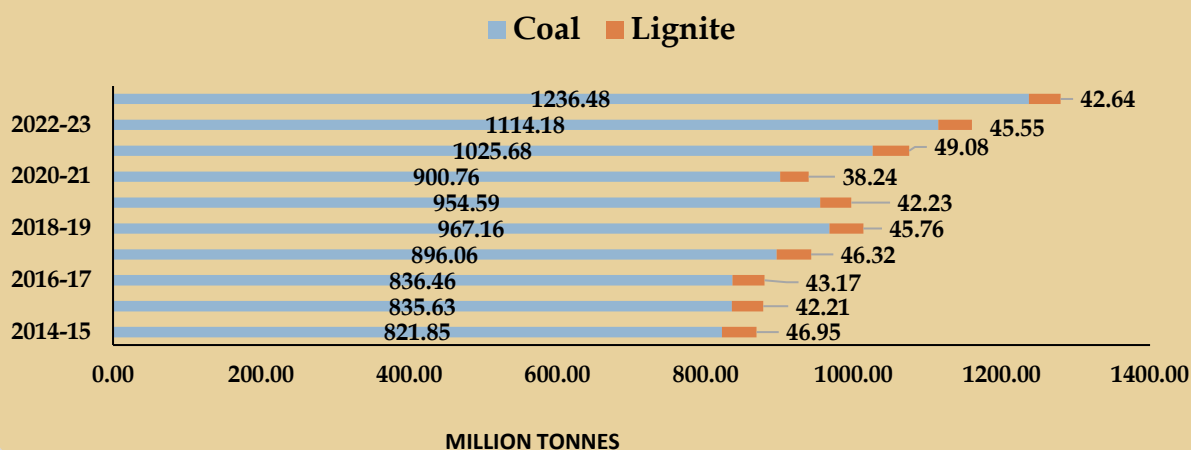 Coal Lignite
1236.48 42.64
2022-23 1114.18 45.55
1025.68 49.08
2020-21 900.76 38.24
954.59 42.23
2018-19 967.16 45.76
896.06 46.32
2016-17 836.46 43.17
835.63 42.21
2014-15 821.85 46.95
0.00 200.00 400.00 600.00 800.00 1000.00 1200.00 1400.00
MILLION TONNES